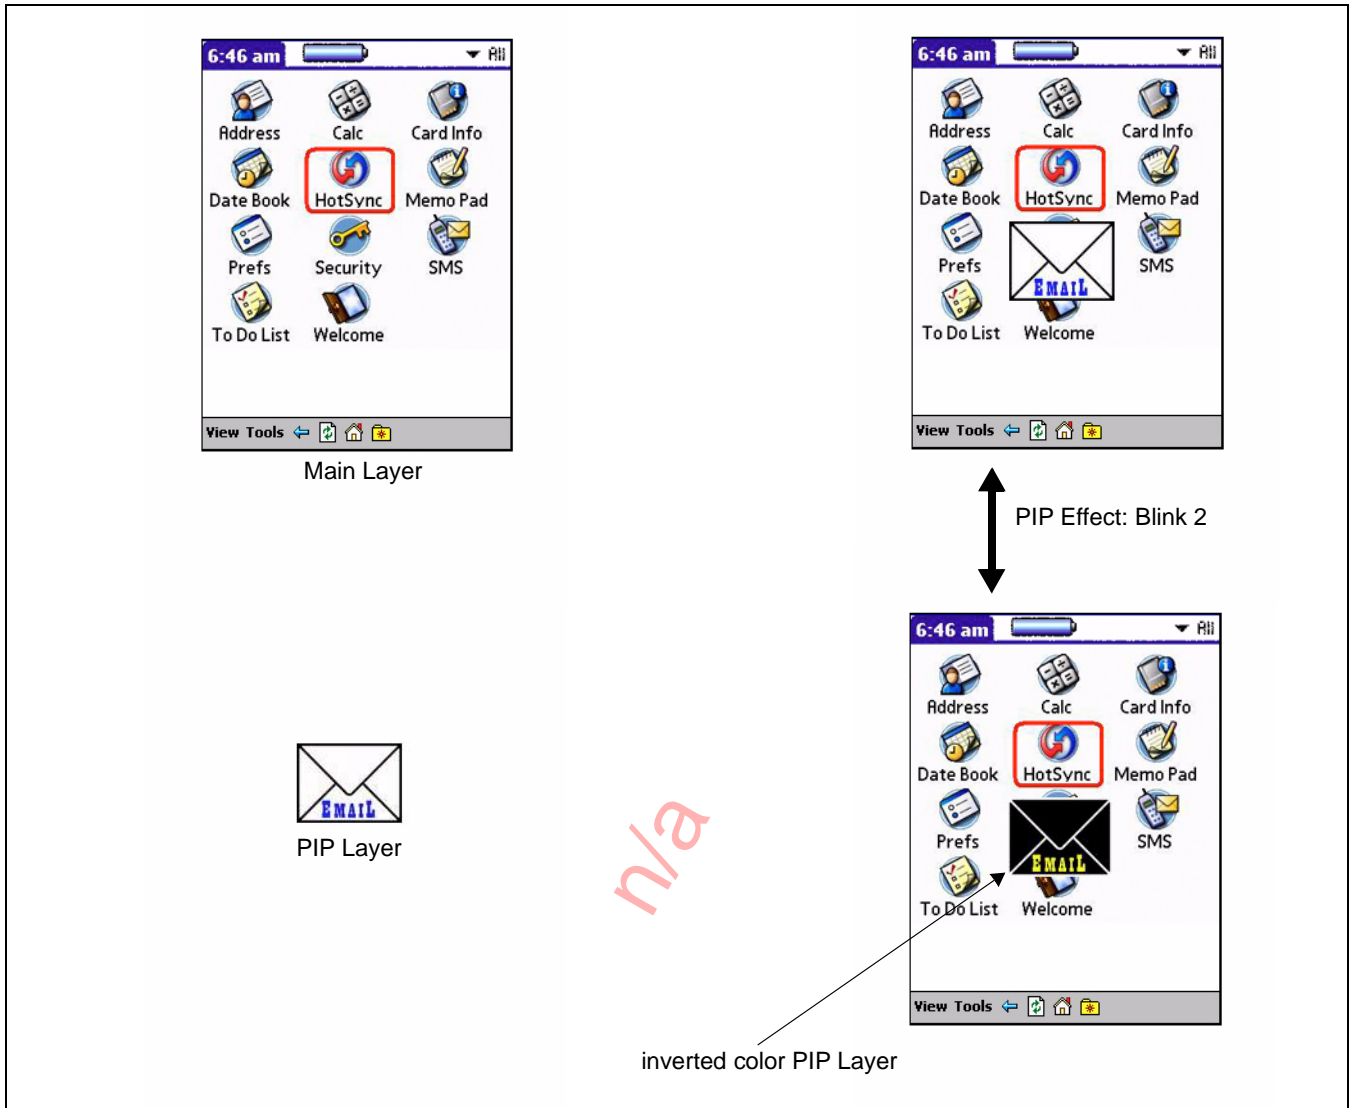 6:46 am
All
Address
Calc
Card Info
Date Book
HotSync
Memo Pad
Prefs
Security
SMS
To Do List
Welcome
View Tools
Main Layer
6:46 am
All
Address
Calc
Card Info
Date Book
HotSync
Memo Pad
Prefs
EMAIL
SMS
To Do List
Welcome
View Tools
PIP Effect: Blink 2
EMAIL
PIP Layer
n/a
6:46 am
All
Address
Calc
Card Info
Date Book
HotSync
Memo Pad
Prefs
EMAIL
SMS
To Do List
Welcome
View Tools
inverted color PIP Layer